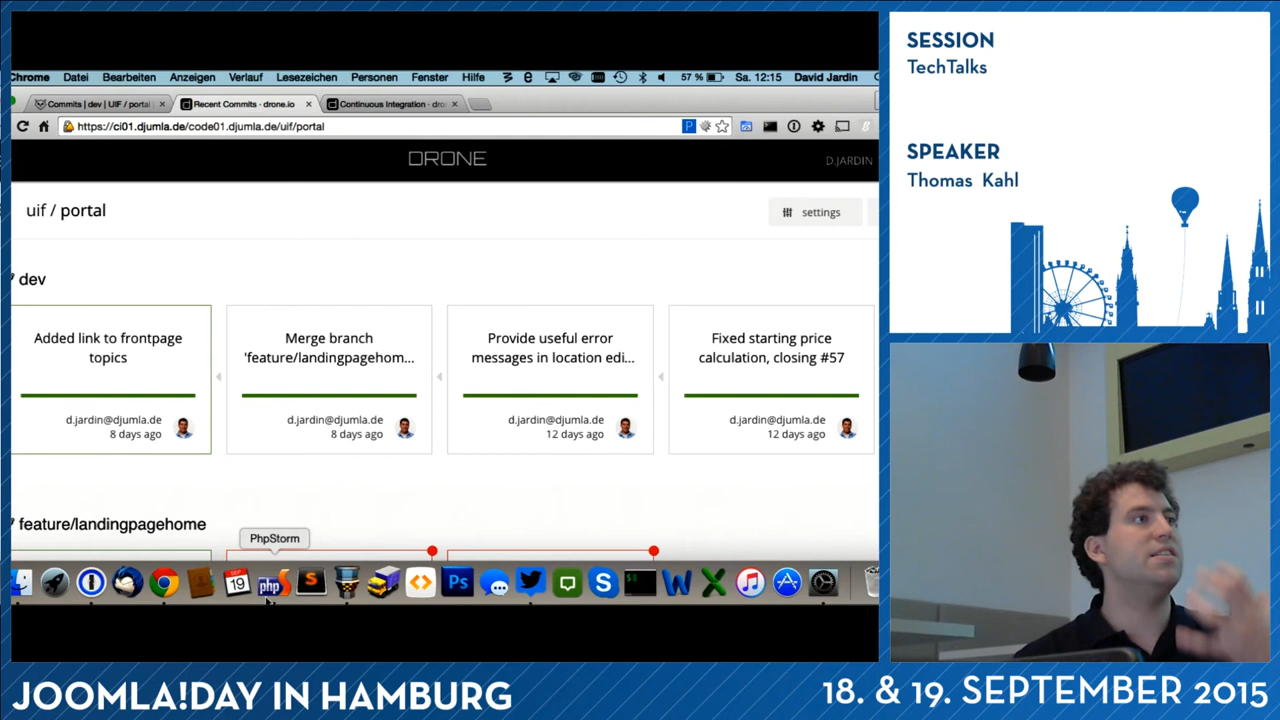 Chrome Datei Bearbeiten Anzeigen Verlauf Lesezeichen Personen Fenster Hilfe 57 % Sa. 12:15 David Jardin
Commits | dev | UIF / portal
Recent Commits · drone.io
Continuous Integration · dro
https://ci01.djumla.de/code01.djumla.de/uif/portal
DRONE
D.JARDIN
uif / portal
settings
dev
Added link to frontpage
topics
d.jardin@djumla.de
8 days ago
Merge branch
'feature/landingpagehom...
d.jardin@djumla.de
8 days ago
Provide useful error
messages in location edi...
d.jardin@djumla.de
12 days ago
Fixed starting price
calculation, closing #57
d.jardin@djumla.de
12 days ago
feature/landingpagehome
PhpStorm
SEP
19
php
S
Ps
S
W
X
SESSION
TechTalks
SPEAKER
Thomas Kahl
JOOMLA!DAY IN HAMBURG
18. & 19. SEPTEMBER 2015